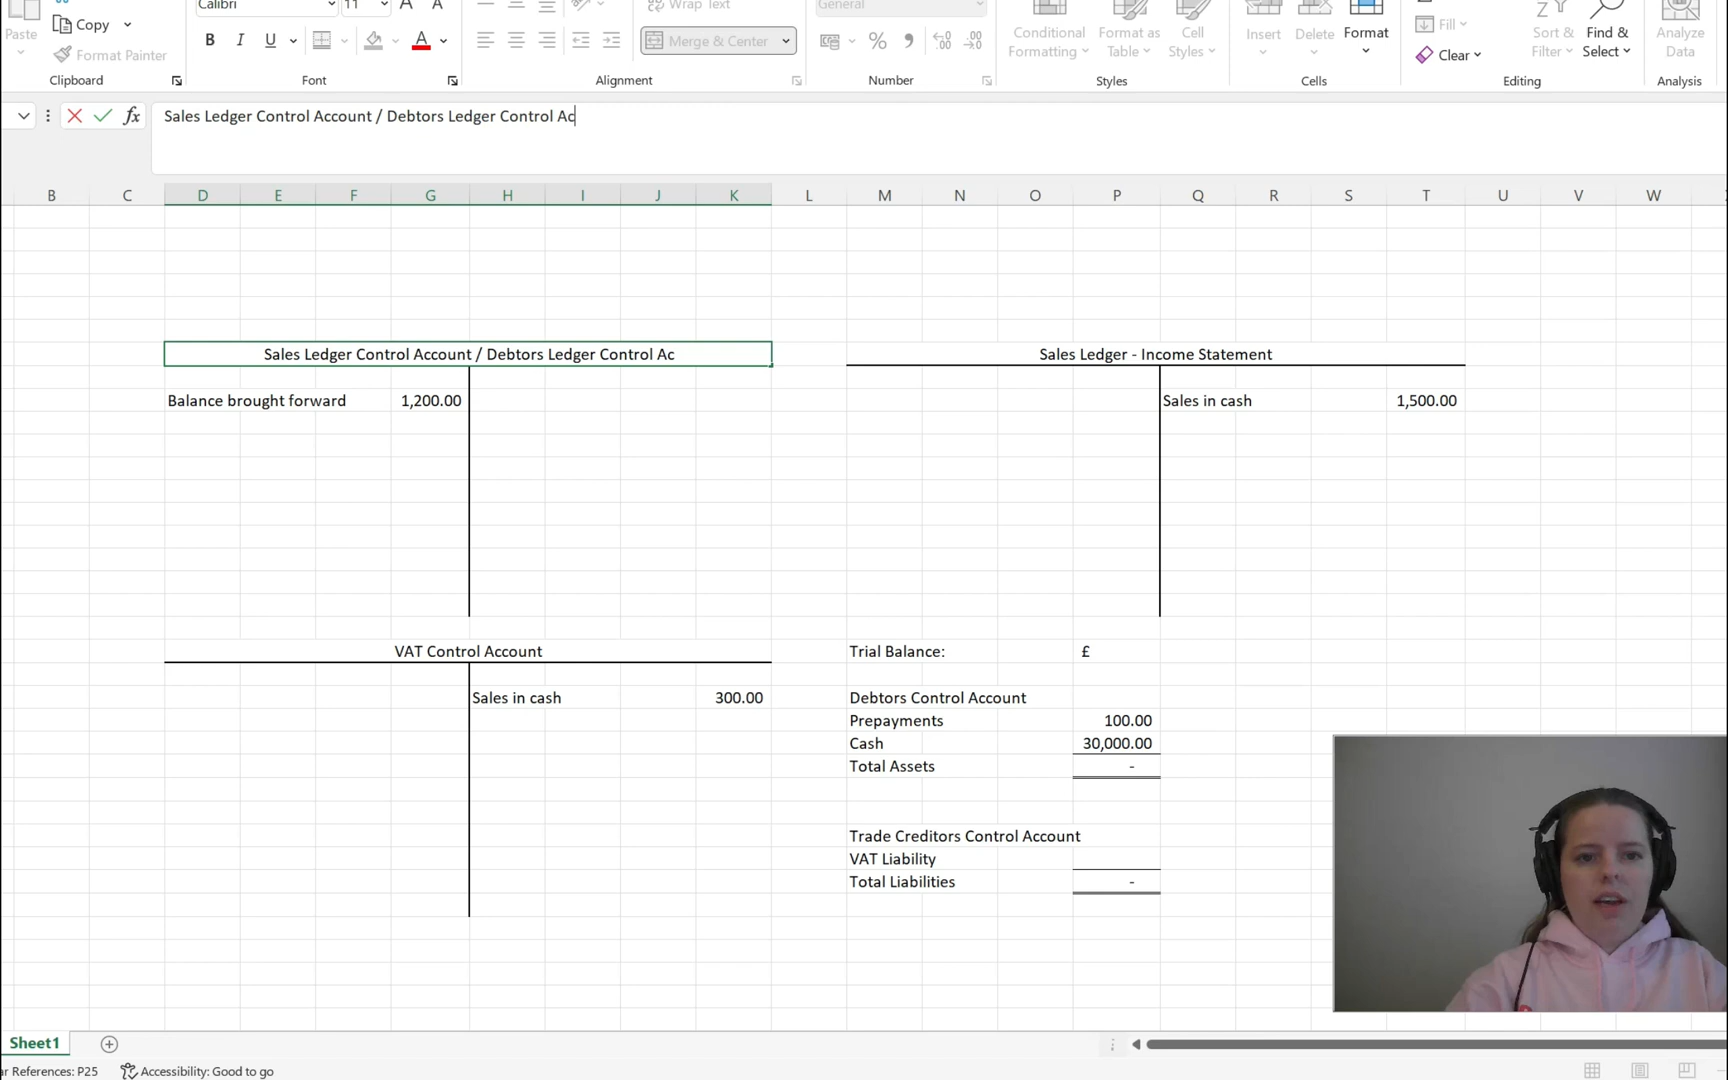 Calibri
11
A
A
Wrap Text
General
Paste
Copy
Format Painter
B I U
A
Merge & Center
%
Conditional
Formatting
Format as
Table
Cell
Styles
Insert
Delete
Format
Fill
Clear
Sort &
Filter
Find &
Select
Analyze
Data
Clipboard
Font
Alignment
Number
Styles
Cells
Editing
Analysis
fx
Sales Ledger Control Account / Debtors Ledger Control Ac
B C D E F G H I J K L M N O P Q R S T U V W
Sales Ledger Control Account / Debtors Ledger Control Ac
Sales Ledger - Income Statement
Balance brought forward 1,200.00
Sales in cash 1,500.00
VAT Control Account
Trial Balance: £
Sales in cash 300.00
Debtors Control Account
Prepayments 100.00
Cash 30,000.00
Total Assets -
Trade Creditors Control Account
VAT Liability
Total Liabilities -
Sheet1
References: P25
Accessibility: Good to go